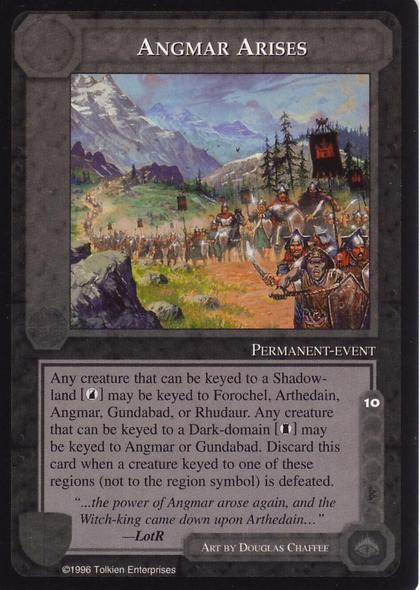 ANGMAR ARISES
PERMANENT-EVENT
Any creature that can be keyed to a Shadow-
land [ ] may be keyed to Forochel, Arthedain,
Angmar, Gundabad, or Rhudaur. Any creature
that can be keyed to a Dark-domain [ ] may
be keyed to Angmar or Gundabad. Discard this
card when a creature keyed to one of these
regions (not to the region symbol) is defeated.
10
“...the power of Angmar arose again, and the
Witch-king came down upon Arthedain...”
—LotR
ART BY DOUGLAS CHAFFEE
©1996 Tolkien Enterprises